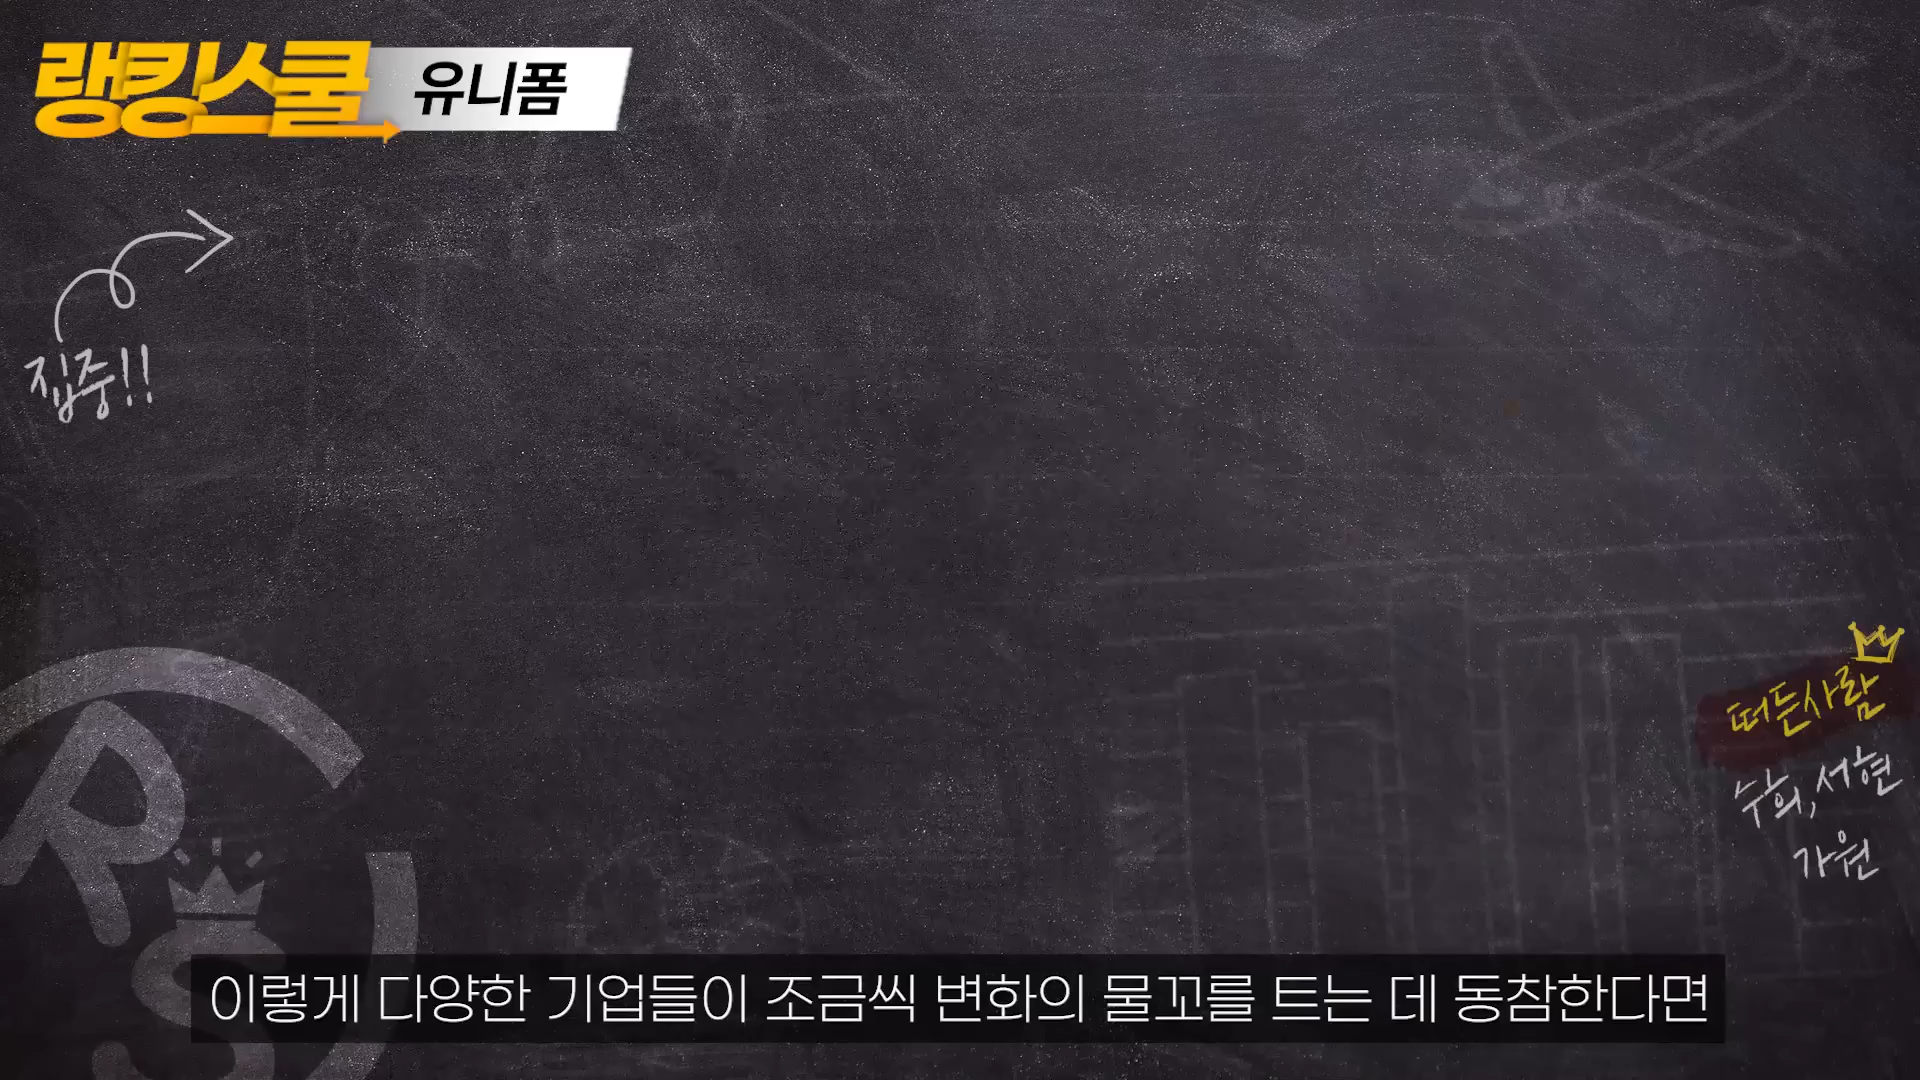 랭킹스쿨 유니폼
집중!!
떠든사람
수희, 서현
가원
RS
이렇게 다양한 기업들이 조금씩 변화의 물꼬를 트는 데 동참한다면